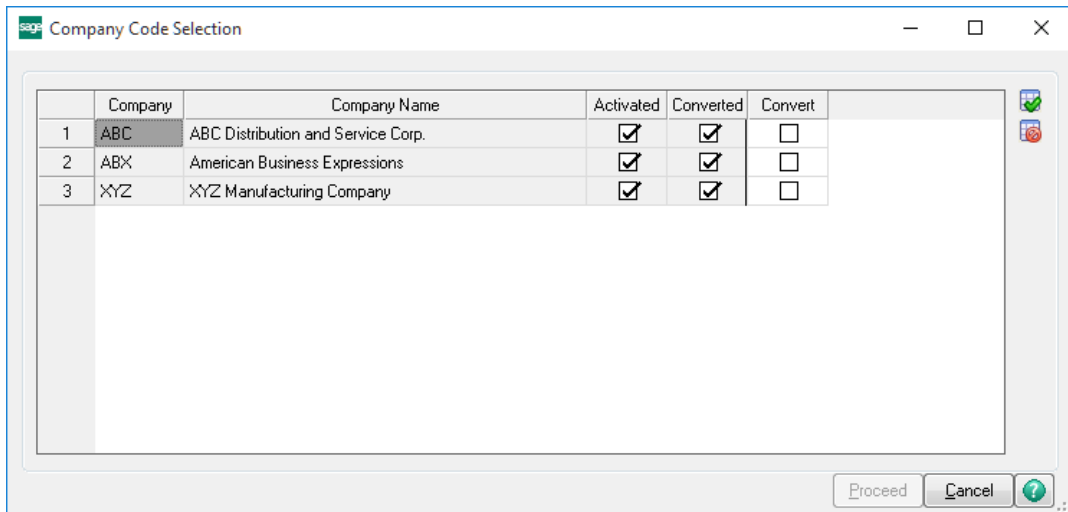 sage Company Code Selection
Company Company Name Activated Converted Convert
1 ABC ABC Distribution and Service Corp.
2 ABX American Business Expressions
3 XYZ XYZ Manufacturing Company
Proceed Cancel ?